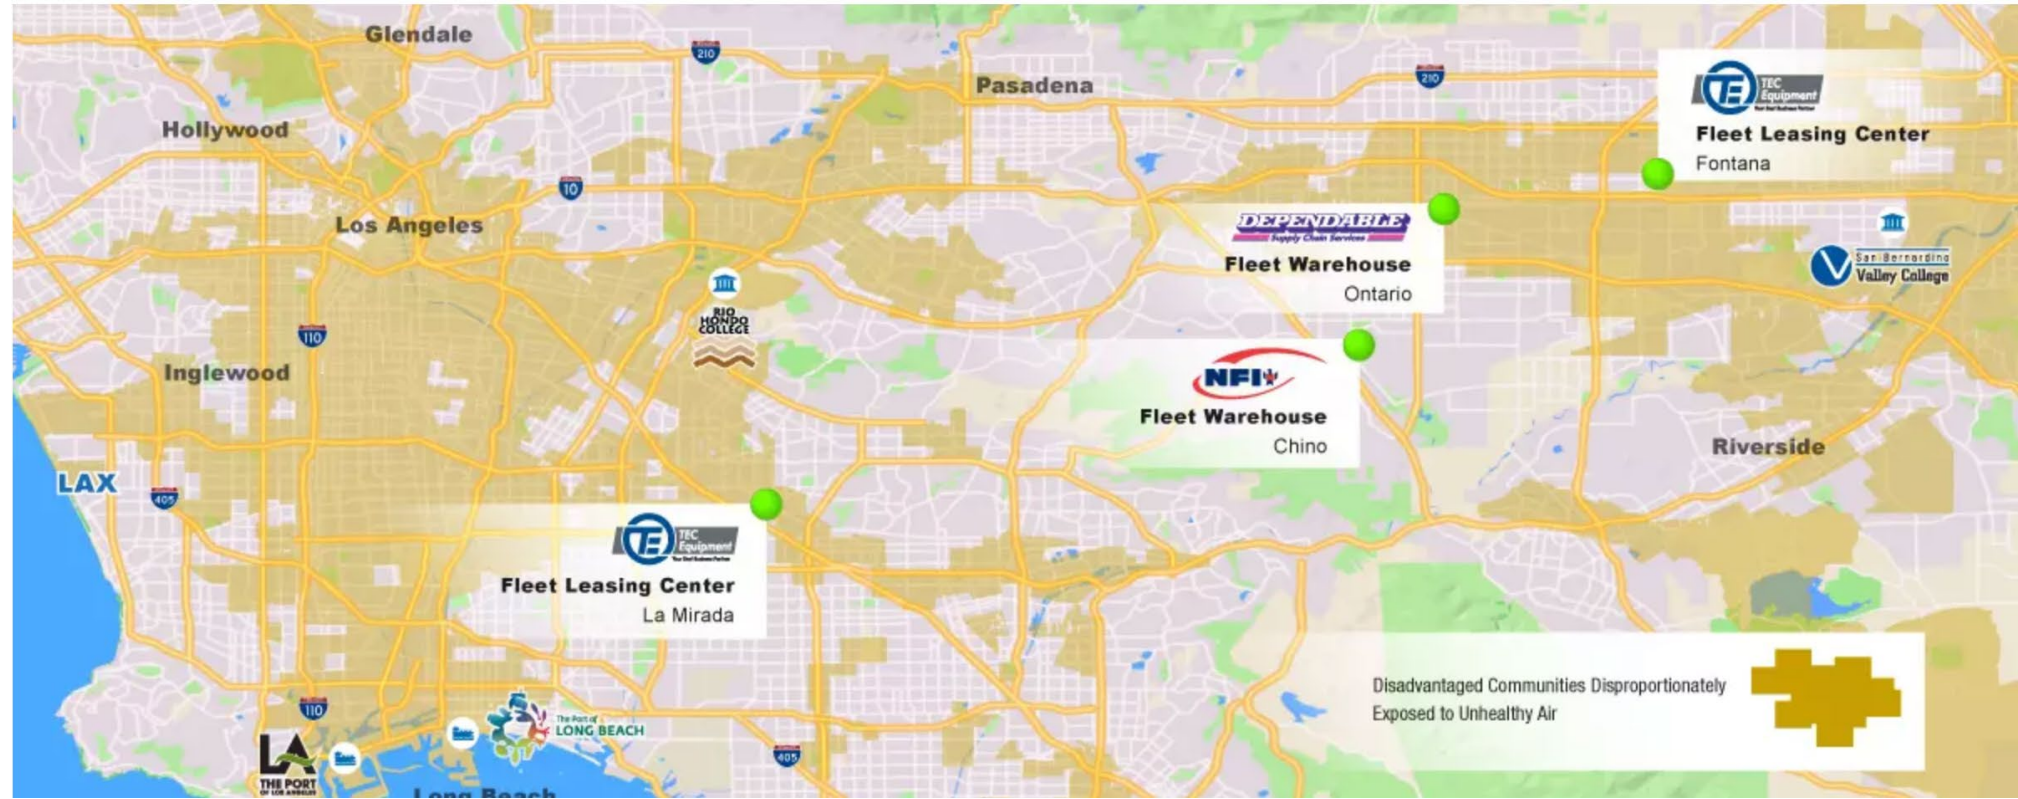 Glendale
210
Pasadena
210
TEC
Equipment
Fleet Leasing Center
Fontana
Hollywood
10
Los Angeles
DEPENDABLE
Supply Chain Services
Fleet Warehouse
Ontario
San Bernardino
Valley College
RIO
HONDO
COLLEGE
110
Inglewood
NFI
Fleet Warehouse
Chino
Riverside
LAX
405
TEC
Equipment
Fleet Leasing Center
La Mirada
Disadvantaged Communities Disproportionately
Exposed to Unhealthy Air
110
The Port of
LONG BEACH
LA
THE PORT
OF LOS ANGELES
405
Long Beach